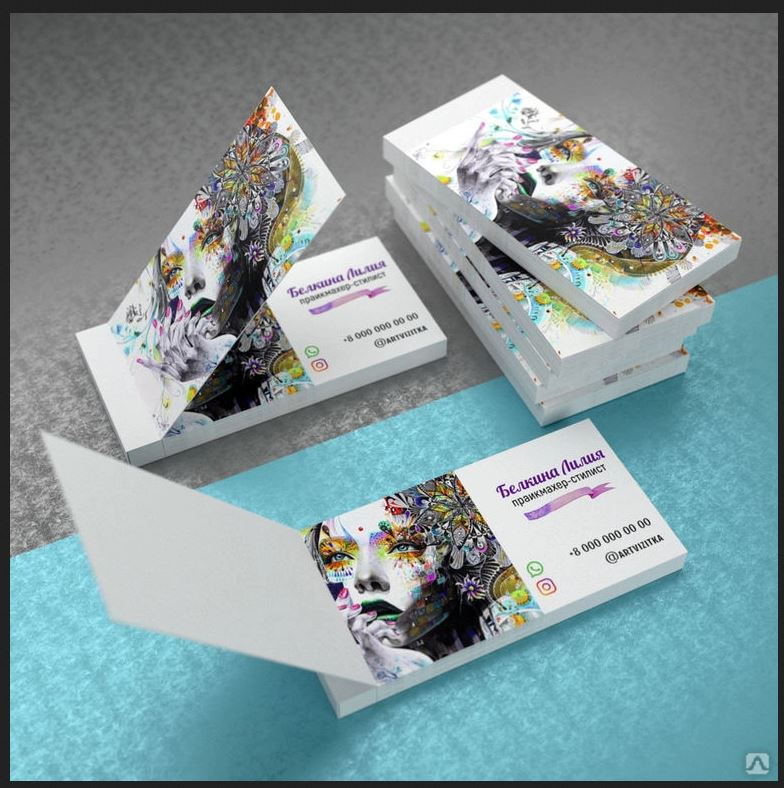 Белкина Лилия
праикмахер-стилист
+8 000 000 00 00
@ARTVIZITKA
Белкина Лилия
праикмахер-стилист
+8 000 000 00 00
@ARTVIZITKA